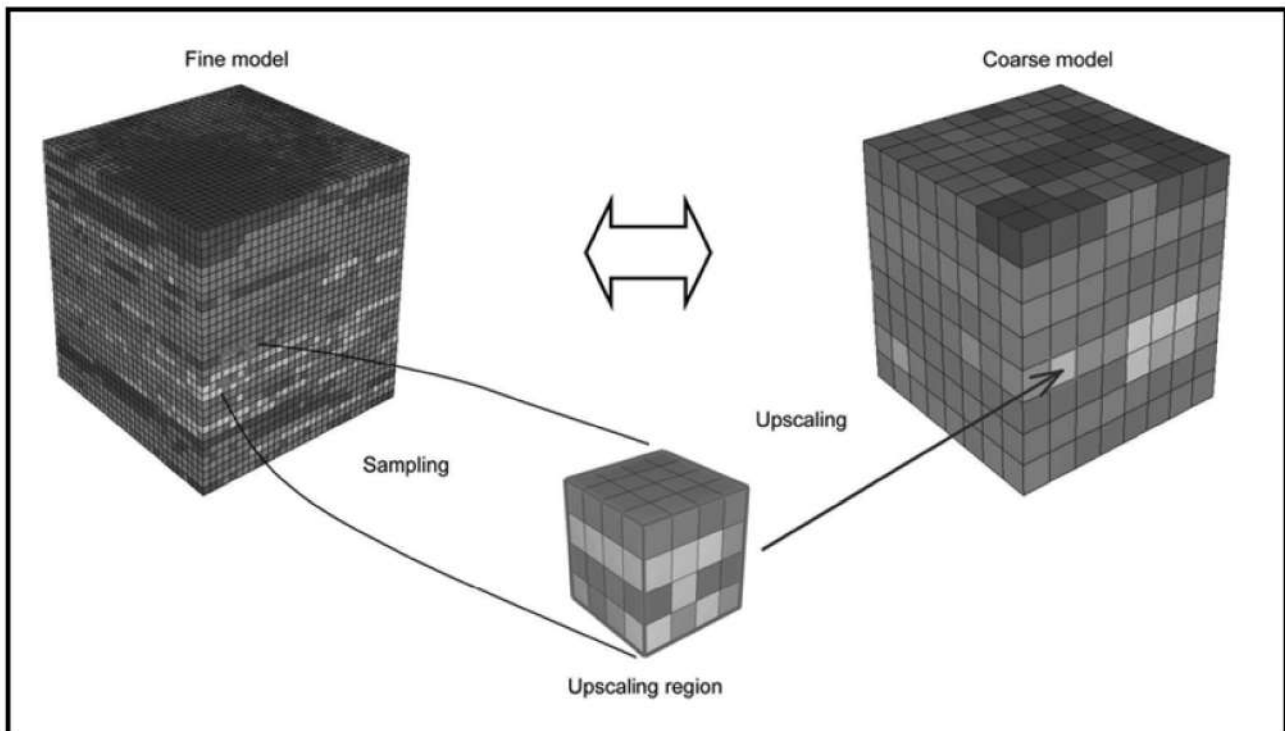 Fine model
Coarse model
Sampling
Upscaling
Upscaling region